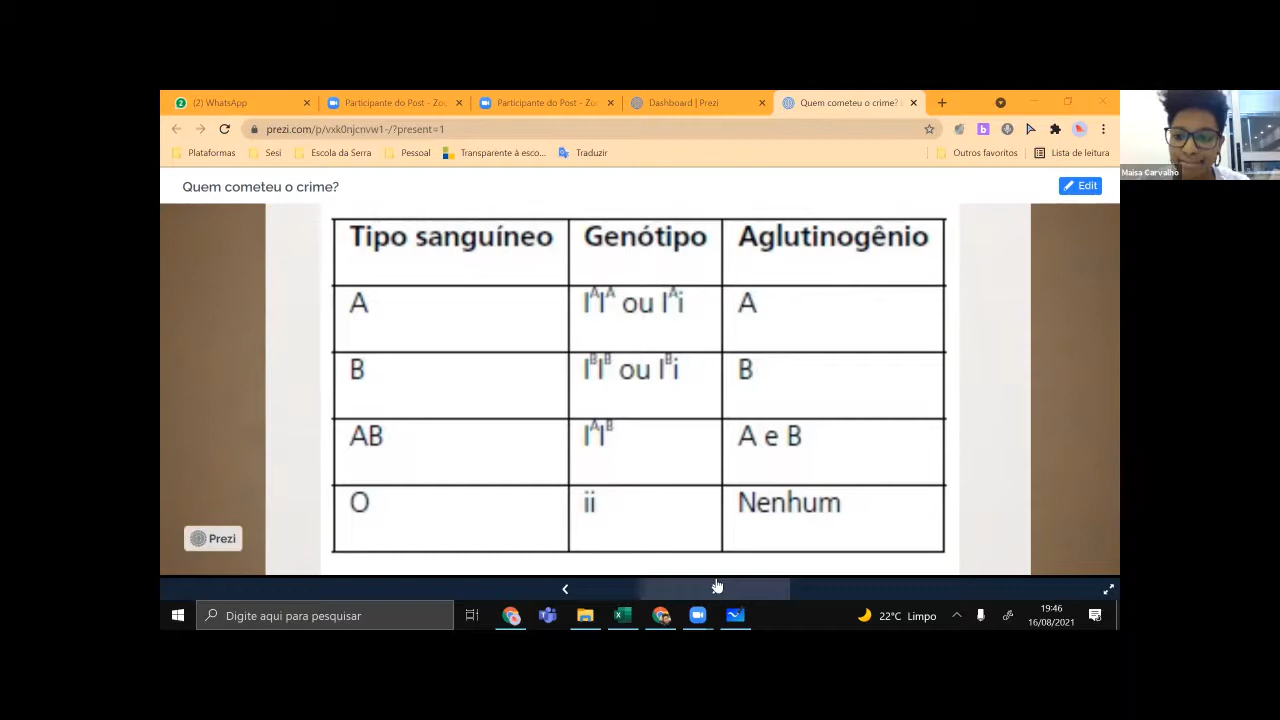 (2) WhatsApp
Participante do Post - Zo
Participante do Post - Zo
Dashboard | Prezi
Quem cometeu o crime?
prezi.com/p/vxk0njcnvw1-/?present=1
Plataformas
Sesi
Escola da Serra
Pessoal
Transparente à esco...
Traduzir
Outros favoritos
Lista de leitura
Maisa Carvalho
Quem cometeu o crime?
Edit
Tipo sanguíneo Genótipo Aglutinogênio
A IᴬIᴬ ou Iᴬi A
B IᴮIᴮ ou Iᴮi B
AB IᴬIᴮ A e B
O ii Nenhum
Prezi
Digite aqui para pesquisar
22°C Limpo
19:46
16/08/2021